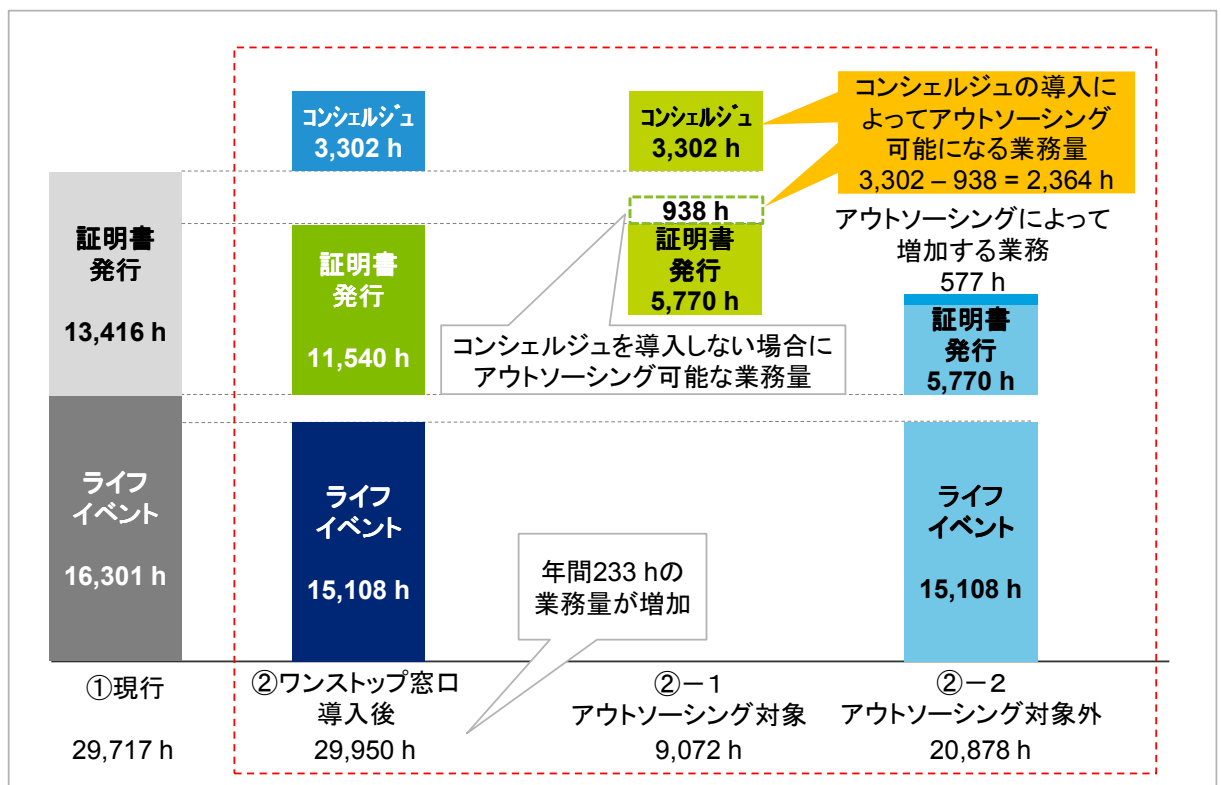 証明書
発行
13,416 h
ライフ
イベント
16,301 h
①現行
29,717 h
コンシェルジュ
3,302 h
証明書
発行
11,540 h
ライフ
イベント
15,108 h
②ワンストップ窓口
導入後
29,950 h
年間233 hの
業務量が増加
コンシェルジュ
3,302 h
938 h
証明書
発行
5,770 h
コンシェルジュを導入しない場合に
アウトソーシング可能な業務量
②－1
アウトソーシング対象
9,072 h
コンシェルジュの導入に
よってアウトソーシング
可能になる業務量
3,302 – 938 = 2,364 h
アウトソーシングによって
増加する業務
577 h
証明書
発行
5,770 h
ライフ
イベント
15,108 h
②－2
アウトソーシング対象外
20,878 h